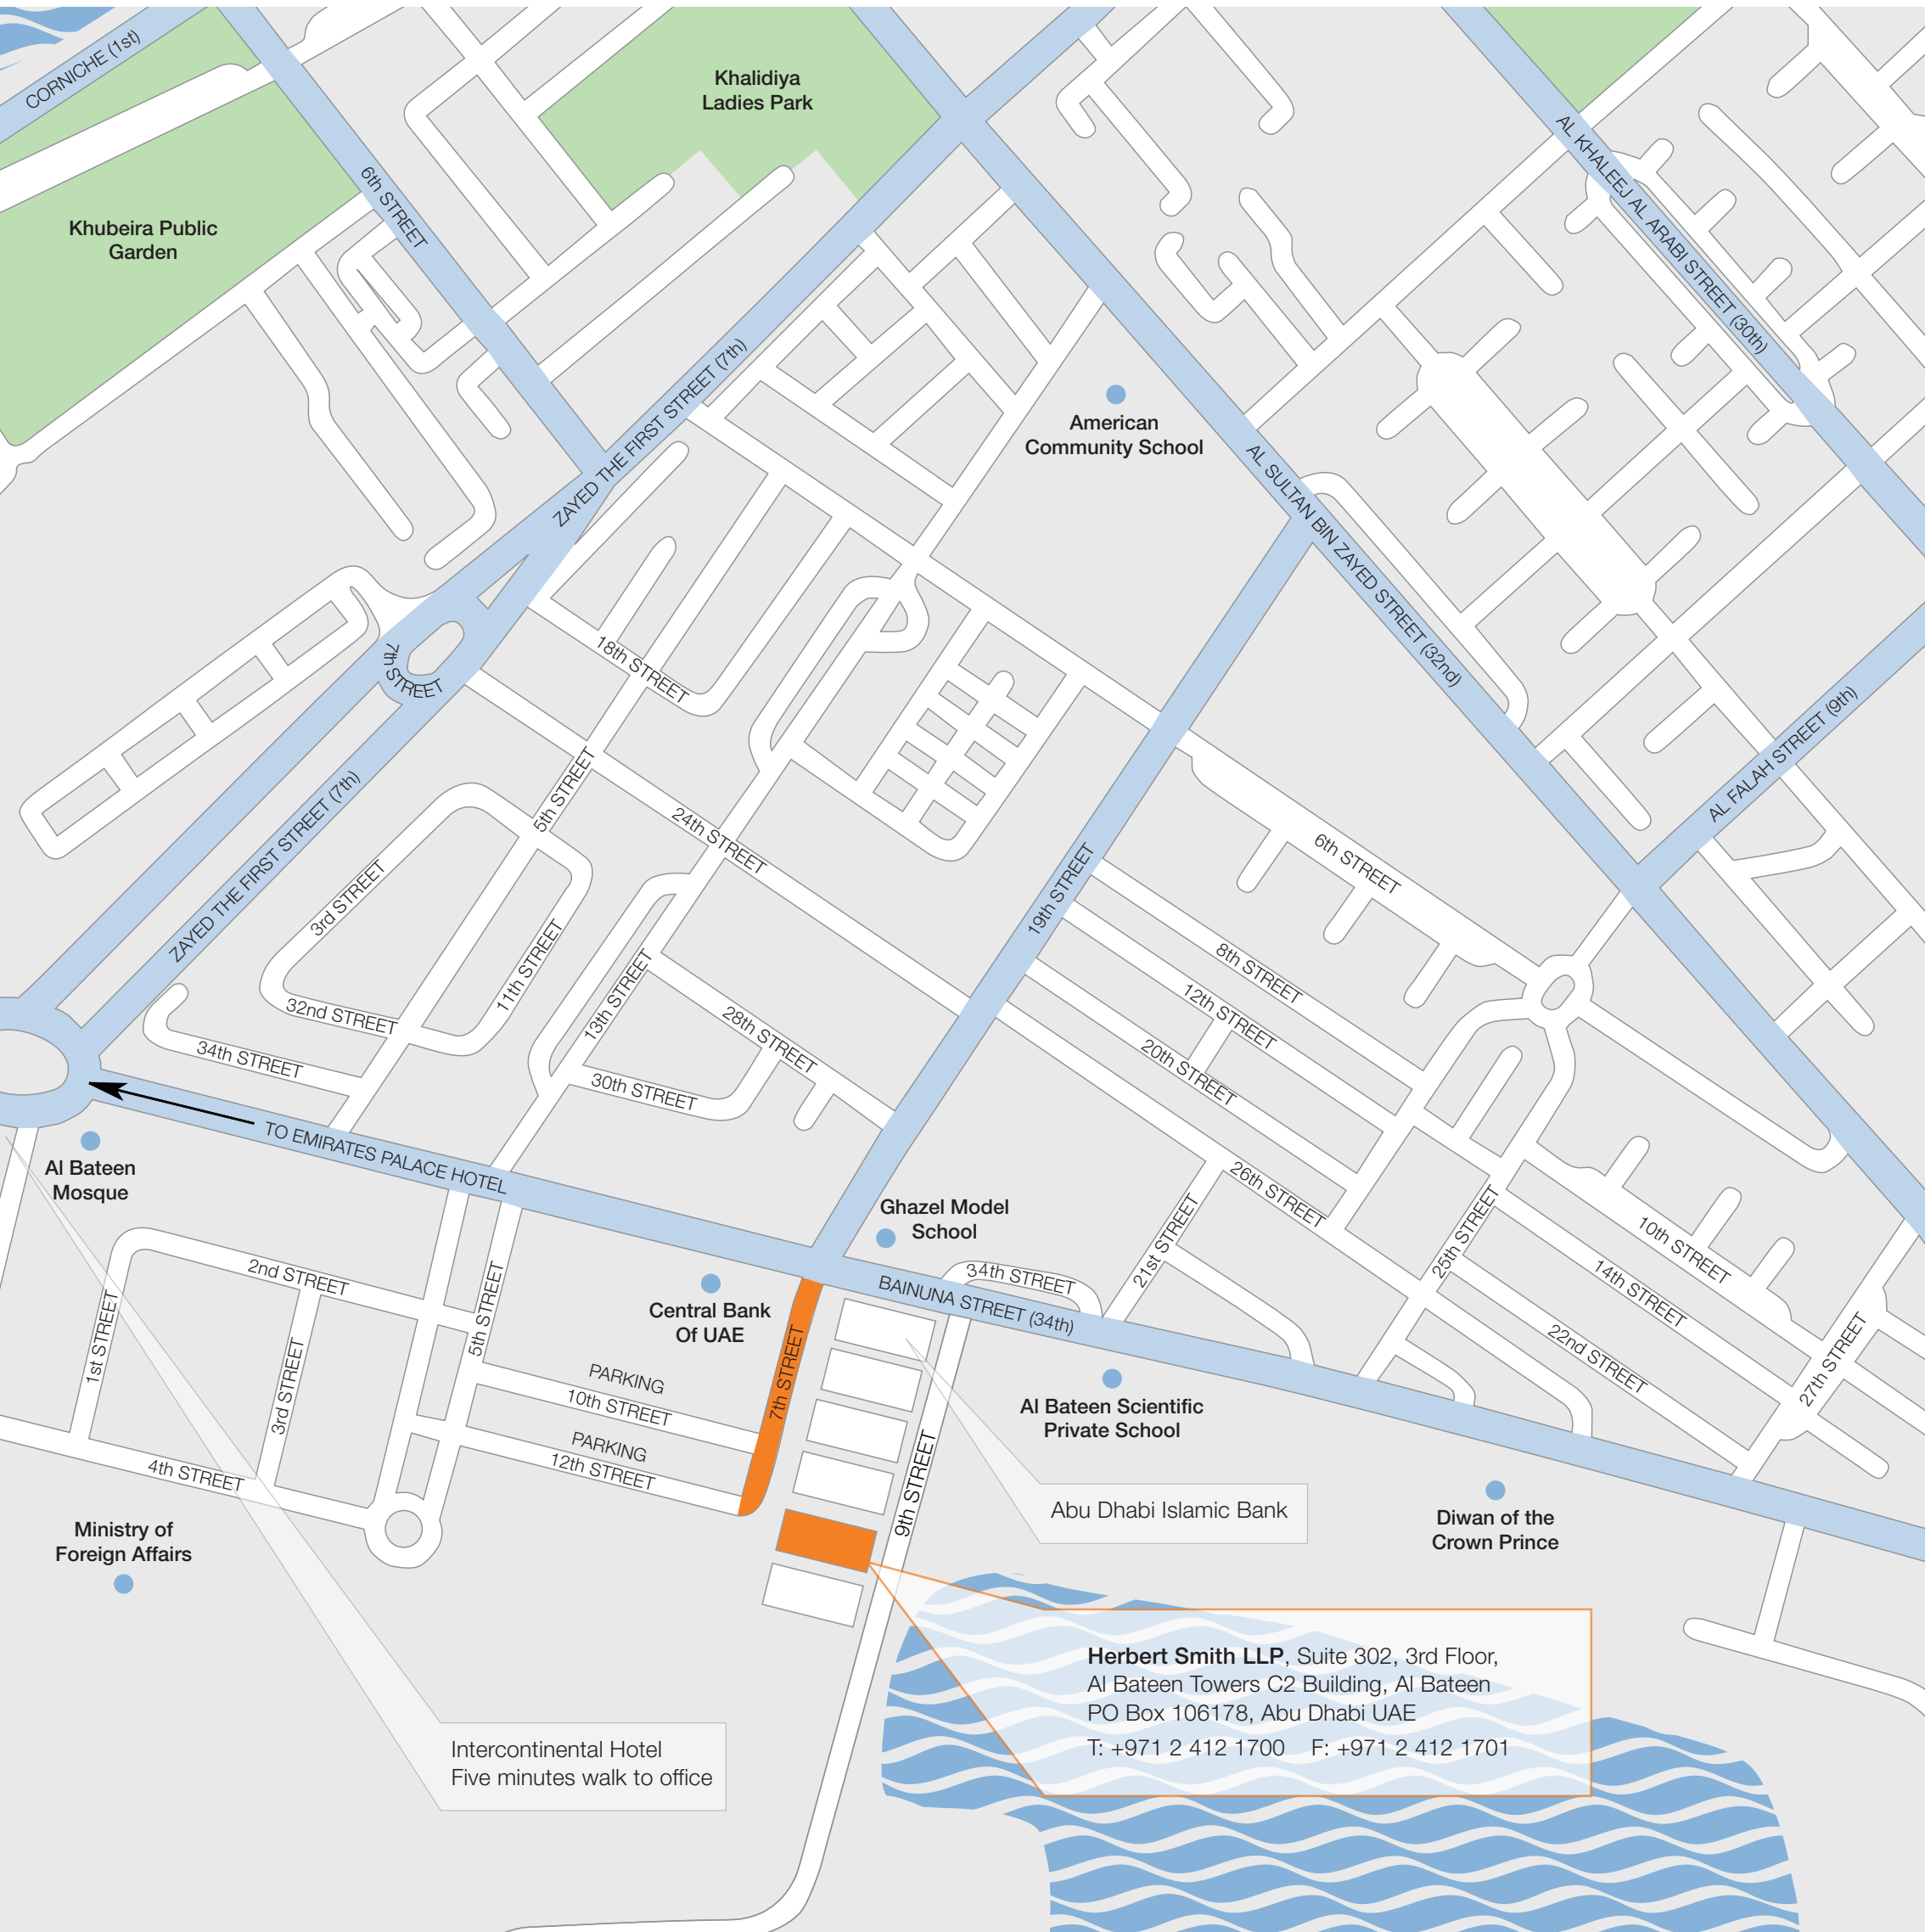 CORNICHE (1st)
Khalidiya
Ladies Park
AL KHALEEJ AL ARABI STREET (30th)
6th STREET
Khubeira Public
Garden
ZAYED THE FIRST STREET (7th)
American
Community School
AL SULTAN BIN ZAYED STREET (32nd)
7th STREET
18th STREET
AL FALAH STREET (9th)
5th STREET
ZAYED THE FIRST STREET (7th)
24th STREET
6th STREET
19th STREET
3rd STREET
8th STREET
11th STREET
13th STREET
12th STREET
32nd STREET
28th STREET
20th STREET
34th STREET
30th STREET
TO EMIRATES PALACE HOTEL
Al Bateen
Mosque
26th STREET
21st STREET
25th STREET
10th STREET
Ghazel Model
School
34th STREET
14th STREET
2nd STREET
BAINUNA STREET (34th)
Central Bank
Of UAE
1st STREET
5th STREET
3rd STREET
7th STREET
22nd STREET
27th STREET
PARKING
10th STREET
Al Bateen Scientific
Private School
PARKING
12th STREET
4th STREET
9th STREET
Abu Dhabi Islamic Bank
Diwan of the
Crown Prince
Ministry of
Foreign Affairs
Herbert Smith LLP, Suite 302, 3rd Floor,
Al Bateen Towers C2 Building, Al Bateen
PO Box 106178, Abu Dhabi UAE
T: +971 2 412 1700 F: +971 2 412 1701
Intercontinental Hotel
Five minutes walk to office